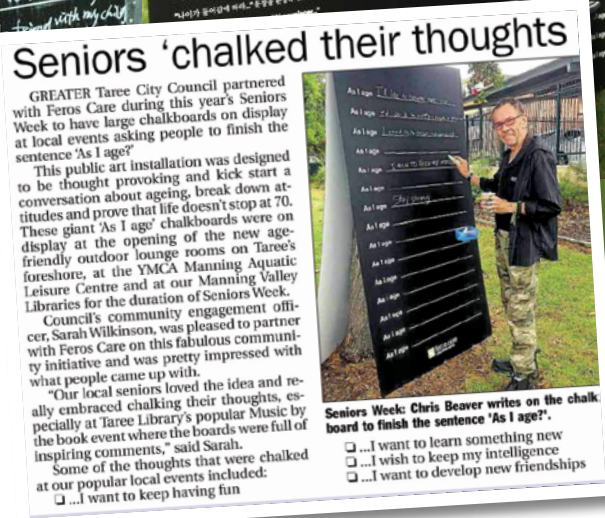 friend with my child.
Seniors ‘chalked their thoughts
GREATER Taree City Council partnered
with Feros Care during this year's Seniors
Week to have large chalkboards on display
at local events asking people to finish the
sentence 'As I age?'
This public art installation was designed
to be thought provoking and kick start a
conversation about ageing, break down at-
titudes and prove that life doesn't stop at 70.
These giant 'As I age' chalkboards were on
display at the opening of the new age-
friendly outdoor lounge rooms on Taree's
foreshore, at the YMCA Manning Aquatic
Leisure Centre and at our Manning Valley
Libraries for the duration of Seniors Week.
Council's community engagement offi-
cer, Sarah Wilkinson, was pleased to partner
with Feros Care on this fabulous communi-
ty initiative and was pretty impressed with
what people came up with.
"Our local seniors loved the idea and re-
ally embraced chalking their thoughts, es-
pecially at Taree Library's popular Music by
the book event where the boards were full of
inspiring comments," said Sarah.
Some of the thoughts that were chalked
at our popular local events included:
❑ ...I want to keep having fun
As I age
As I age
As I age
As I age
As I age
As I age Stay strong
As I age
As I age
As I age
As I age
As I age
As I age
As I age
Seniors Week: Chris Beaver writes on the chalk
board to finish the sentence 'As I age?'.
❑ ...I want to learn something new
❑ ...I wish to keep my intelligence
❑ ...I want to develop new friendships